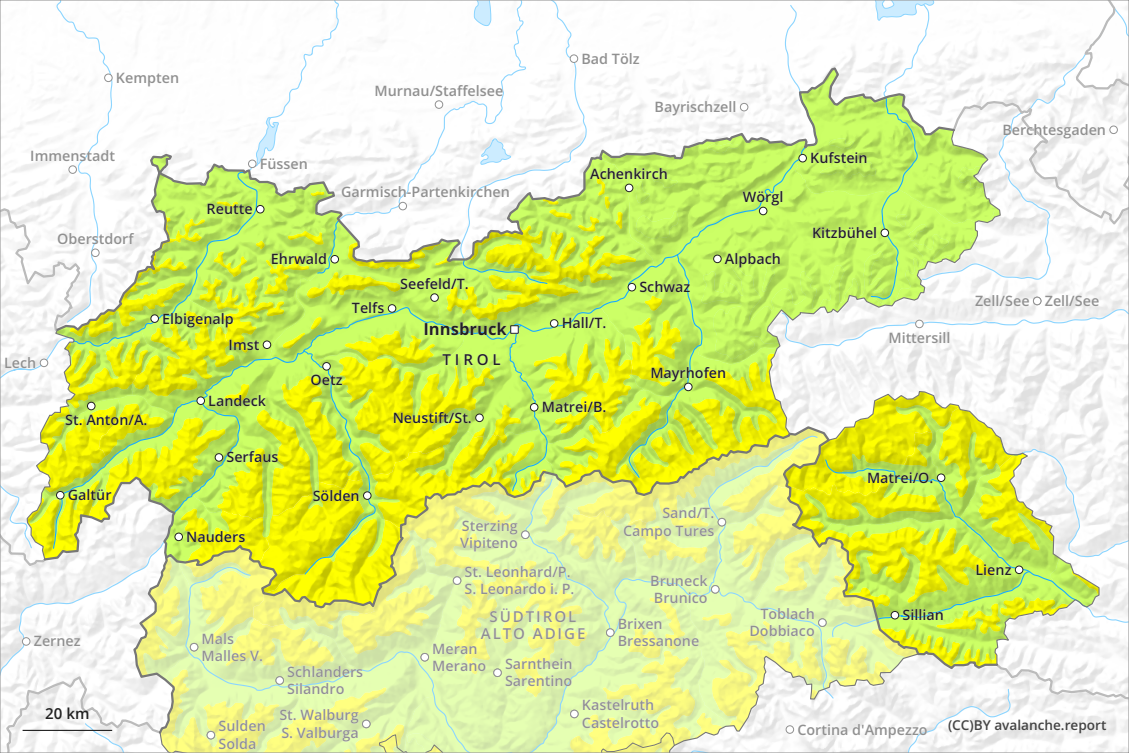 Kempten
Bad Tölz
Murnau/Staffelsee
Bayrischzell
Berchtesgaden
Immenstadt
Füssen
Kufstein
Achenkirch
Garmisch-Partenkirchen
Wörgl
Reutte
Kitzbühel
Oberstdorf
Ehrwald
Alpbach
Seefeld/T.
Schwaz
Telfs
Zell/See
Zell/See
Elbigenalp
Innsbruck
Hall/T.
Mittersill
Imst
TIROL
Lech
Oetz
Mayrhofen
Landeck
Matrei/B.
St. Anton/A.
Neustift/St.
Serfaus
Matrei/O.
Galtür
Sölden
Sand/T.
Campo Tures
Sterzing
Vipiteno
Nauders
Lienz
St. Leonhard/P.
S. Leonardo i. P.
Bruneck
Brunico
Sillian
SÜDTIROL
ALTO ADIGE
Toblach
Dobbiaco
Brixen
Bressanone
Zernez
Mals
Malles V.
Meran
Merano
Sarnthein
Sarentino
Schlanders
Silandro
Kastelruth
Castelrotto
20 km
St. Walburg
S. Valburga
Sulden
Solda
Cortina d'Ampezzo
(CC)BY avalanche.report